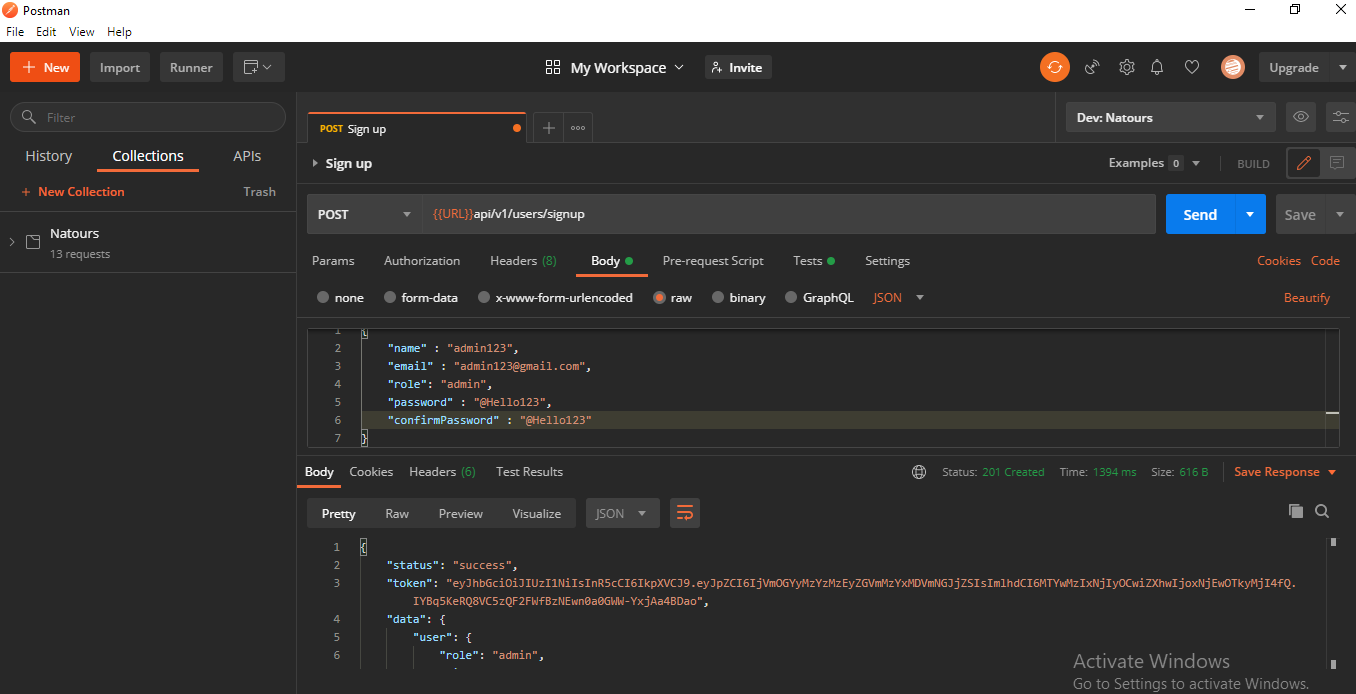 Postman
File Edit View Help
New Import Runner My Workspace Invite Upgrade
Filter
History Collections APIs
+ New Collection Trash
Natours
13 requests
POST Sign up
Dev: Natours
Sign up
Examples 0 BUILD
POST {{URL}}api/v1/users/signup Send Save
Params Authorization Headers (8) Body Pre-request Script Tests Settings Cookies Code
none form-data x-www-form-urlencoded raw binary GraphQL JSON Beautify
1 {
2 "name" : "admin123",
3 "email" : "admin123@gmail.com",
4 "role": "admin",
5 "password" : "@Hello123",
6 "confirmPassword" : "@Hello123"
7 }
Body Cookies Headers (6) Test Results Status: 201 Created Time: 1394 ms Size: 616 B Save Response
Pretty Raw Preview Visualize JSON
1 {
2 "status": "success",
3 "token": "eyJhbGciOiJIUzI1NiIsInR5cCI6IkpXVCJ9.eyJpZCI6IjVmOGYyMzYzMzEyZGVmMzYxMDVmNGJjZSIsImlhdCI6MTYwMzIxNjIyOCwiZXhwIjoxNjEwOTkyMjI4fQ.
IYBq5KeRQ8VC5zQF2FWfBzNEwn0a0GWW-YxjAa4BDao",
4 "data": {
5 "user": {
6 "role": "admin",
Activate Windows
Go to Settings to activate Windows.